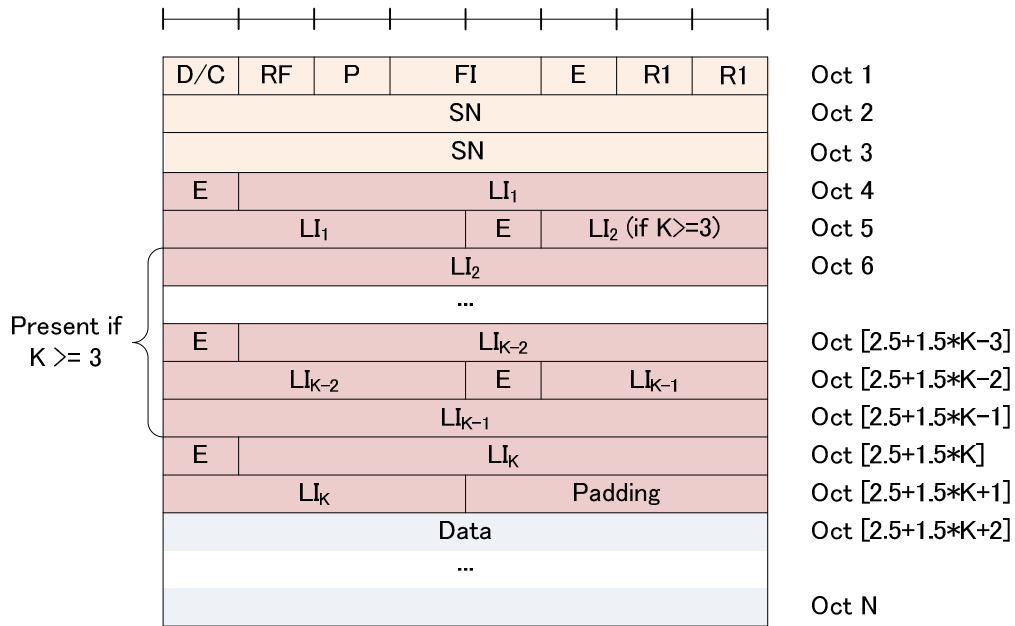 D/C RF P FI E R1 R1 Oct 1
SN Oct 2
SN Oct 3
E LI₁ Oct 4
LI₁ E LI₂ (if K>=3) Oct 5
LI₂ Oct 6
...
Present if
K >= 3
E LIK−2 Oct [2.5+1.5*K−3]
LIK−2 E LIK−1 Oct [2.5+1.5*K−2]
LIK−1 Oct [2.5+1.5*K−1]
E LIK Oct [2.5+1.5*K]
LIK Padding Oct [2.5+1.5*K+1]
Data Oct [2.5+1.5*K+2]
...
Oct N